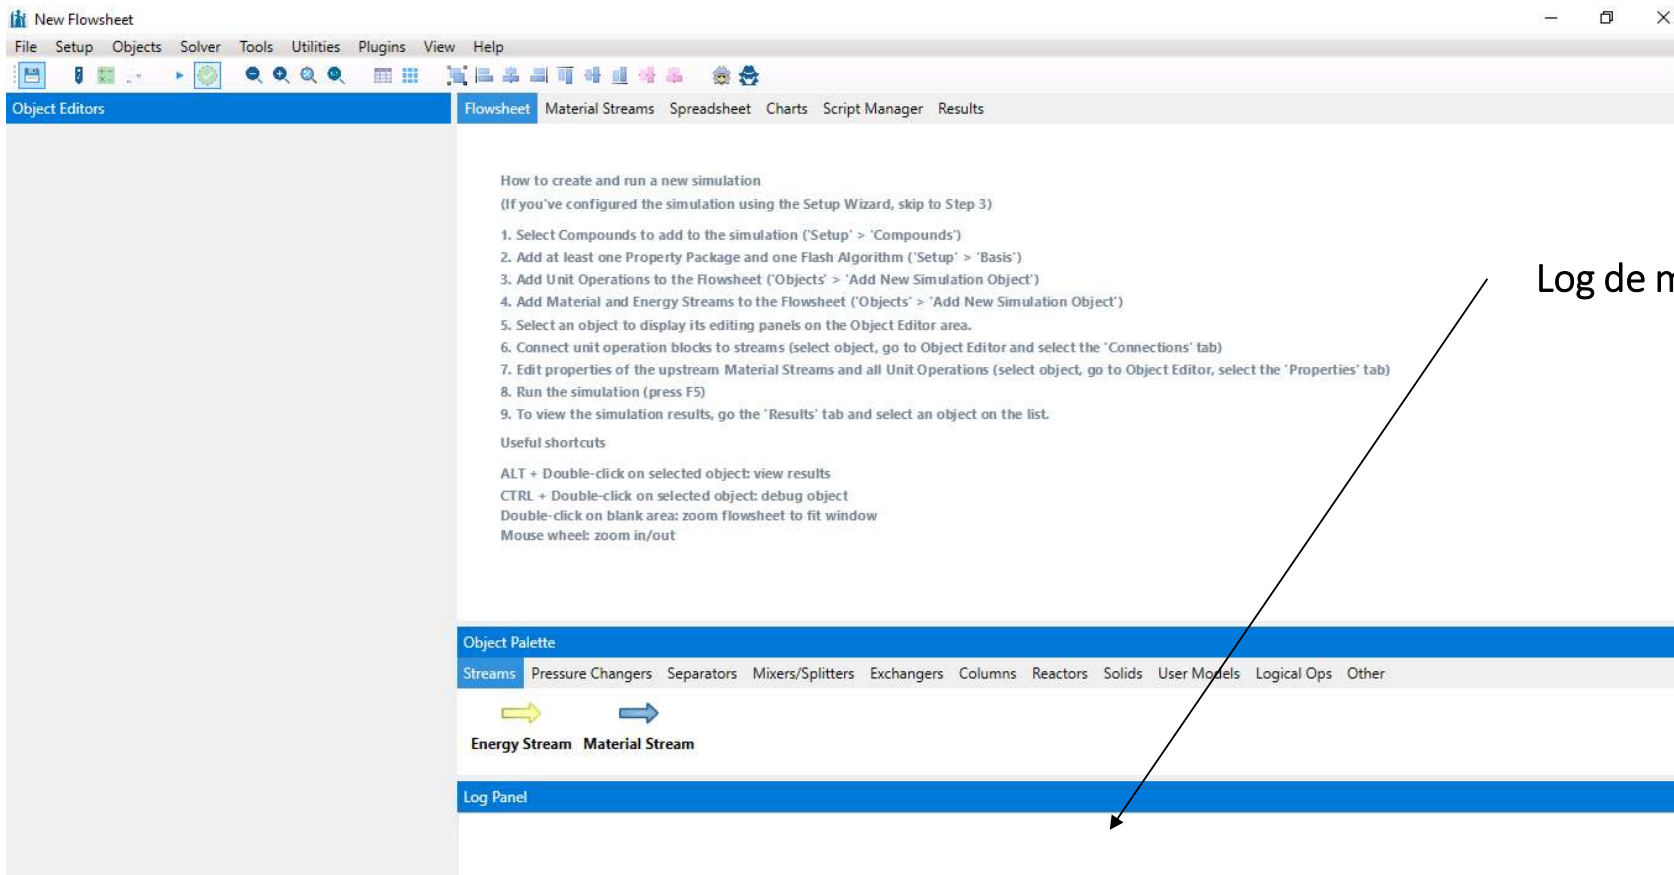 New Flowsheet
File Setup Objects Solver Tools Utilities Plugins View Help
Object Editors
Flowsheet Material Streams Spreadsheet Charts Script Manager Results
How to create and run a new simulation
(If you've configured the simulation using the Setup Wizard, skip to Step 3)
1. Select Compounds to add to the simulation ('Setup' > 'Compounds')
2. Add at least one Property Package and one Flash Algorithm ('Setup' > 'Basis')
3. Add Unit Operations to the Flowsheet ('Objects' > 'Add New Simulation Object')
4. Add Material and Energy Streams to the Flowsheet ('Objects' > 'Add New Simulation Object')
5. Select an object to display its editing panels on the Object Editor area.
6. Connect unit operation blocks to streams (select object, go to Object Editor and select the 'Connections' tab)
7. Edit properties of the upstream Material Streams and all Unit Operations (select object, go to Object Editor, select the 'Properties' tab)
8. Run the simulation (press F5)
9. To view the simulation results, go the 'Results' tab and select an object on the list.
Useful shortcuts
ALT + Double-click on selected object: view results
CTRL + Double-click on selected object: debug object
Double-click on blank area: zoom flowsheet to fit window
Mouse wheel: zoom in/out
Log de
Object Palette
Streams Pressure Changers Separators Mixers/Splitters Exchangers Columns Reactors Solids User Models Logical Ops Other
Energy Stream Material Stream
Log Panel